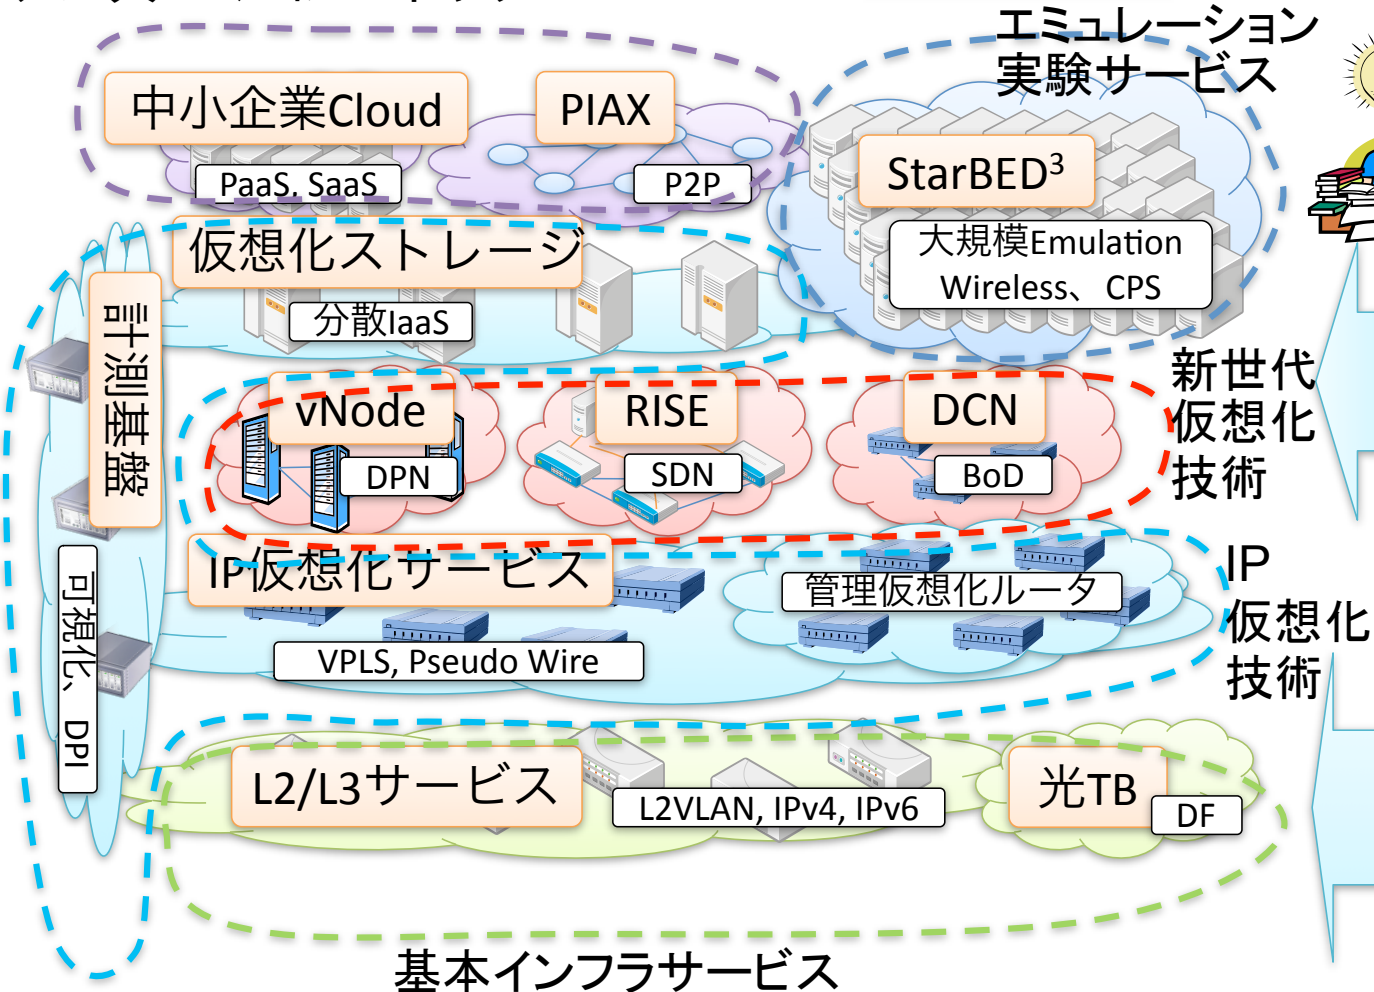 エミュレーション
実験サービス
中小企業Cloud
PIAX
PaaS, SaaS
P2P
StarBED³
大規模Emulation
Wireless、CPS
仮想化ストレージ
分散IaaS
計測基盤
可視化、DPI
新世代
仮想化
技術
vNode
DPN
RISE
SDN
DCN
BoD
IP仮想化サービス
管理仮想化ルータ
VPLS, Pseudo Wire
IP
仮想化
技術
L2/L3サービス
L2VLAN, IPv4, IPv6
光TB
DF
基本インフラサービス